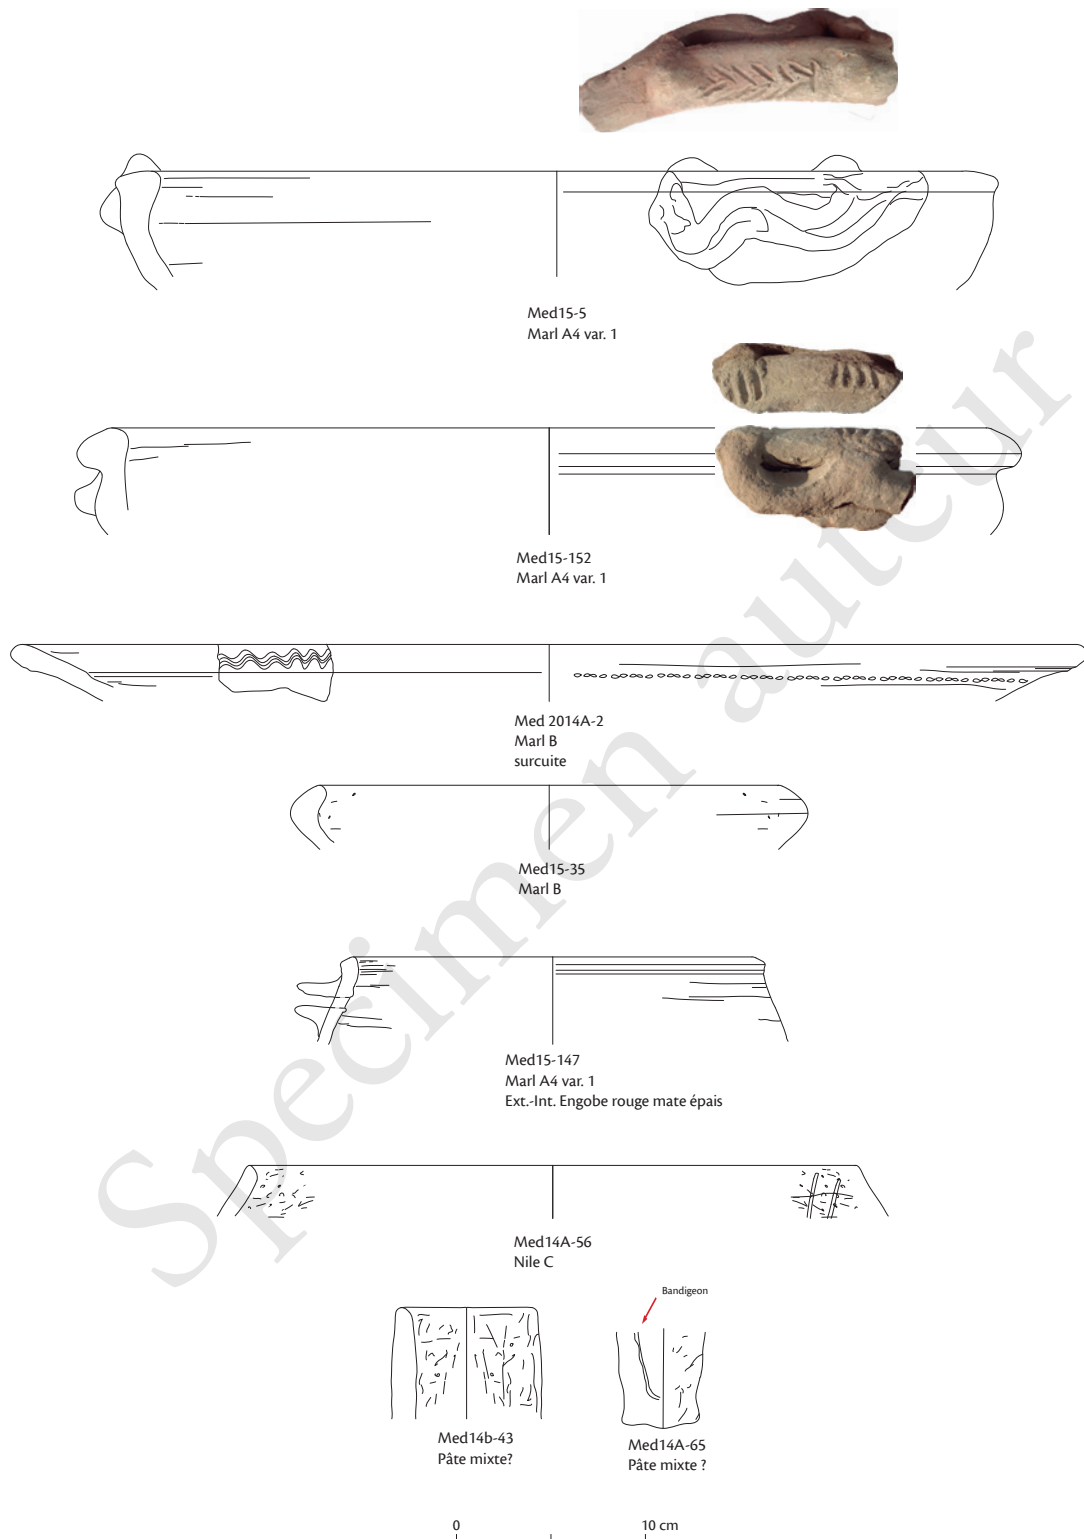 Med15-5
Marl A4 var. 1
Med15-152
Marl A4 var. 1
Med 2014A-2
Marl B
surcuite
Med15-35
Marl B
Med15-147
Marl A4 var. 1
Ext.-Int. Engobe rouge mate épais
Med14A-56
Nile C
Bandigeon
Med14b-43
Pâte mixte?
Med14A-65
Pâte mixte ?
0 10 cm
Specimen auteur